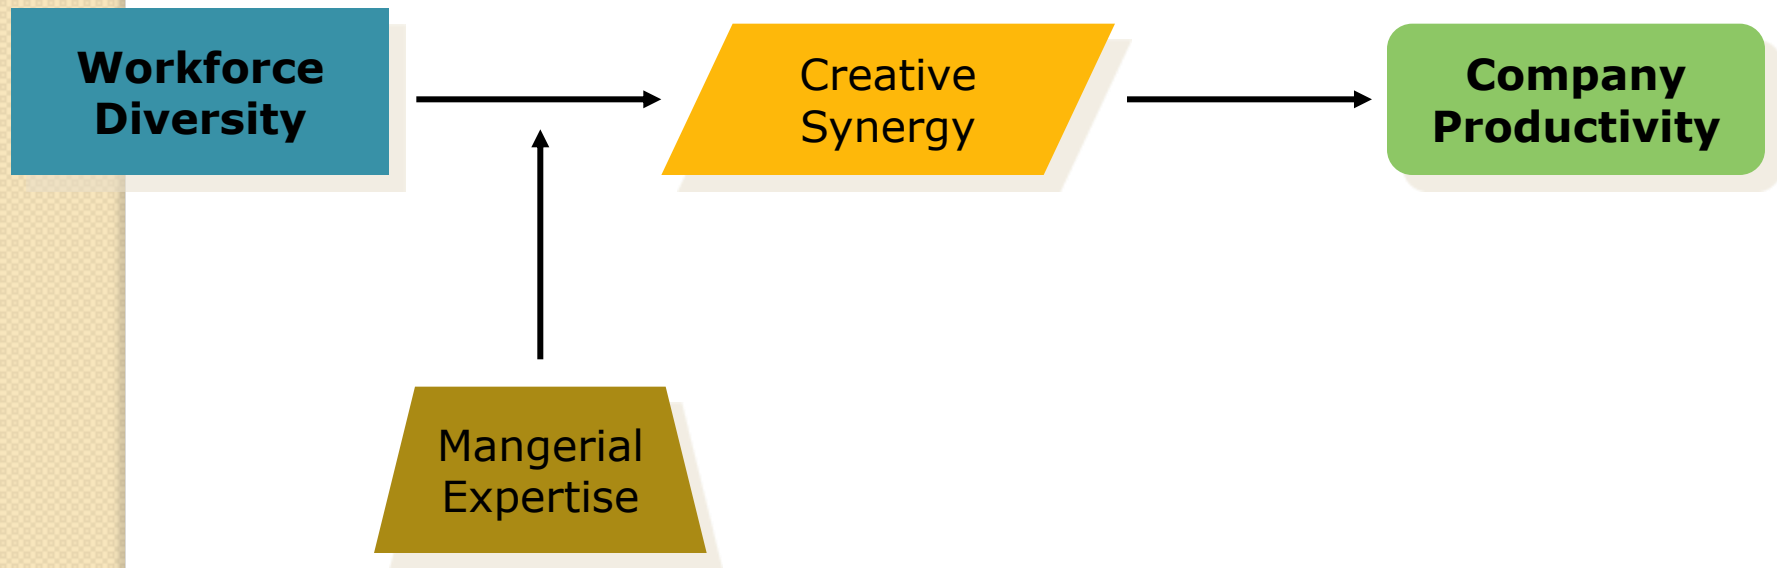 Workforce
Diversity
Creative
Synergy
Company
Productivity
Mangerial
Expertise